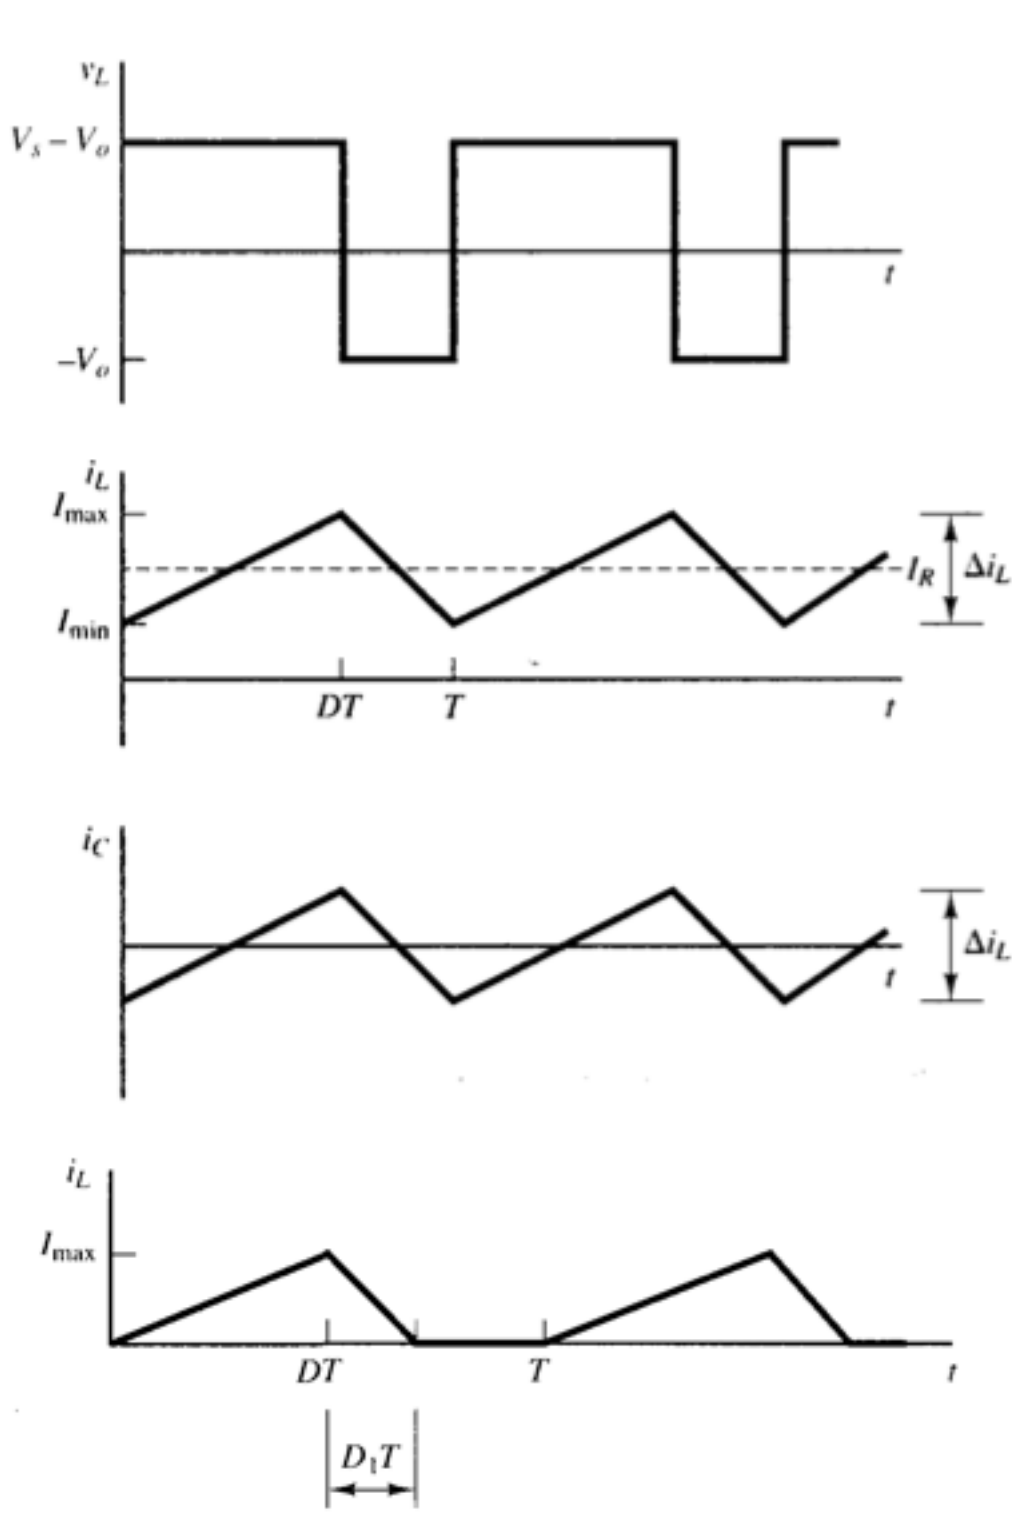 v_L
V_s – V_o
t
–V_o
i_L
I_max
I_R Δi_L
I_min
DT T t
i_C
Δi_L
t
i_L
I_max
DT T t
D_1T